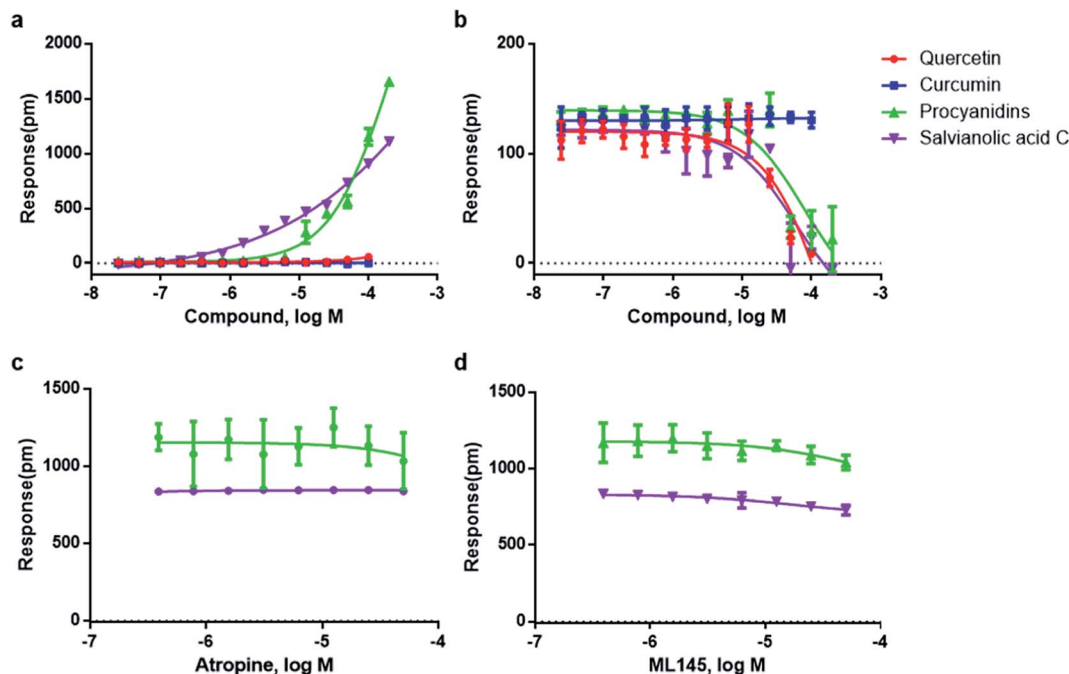 a
2000
1500
1000
500
0
Response(pm)
-8 -7 -6 -5 -4 -3
Compound, log M
b
200
100
0
Response(pm)
-8 -7 -6 -5 -4 -3
Compound, log M
Quercetin
Curcumin
Procyanidins
Salvianolic acid C
c
1500
1000
500
0
Response(pm)
-7 -6 -5 -4
Atropine, log M
d
1500
1000
500
0
Response(pm)
-7 -6 -5 -4
ML145, log M